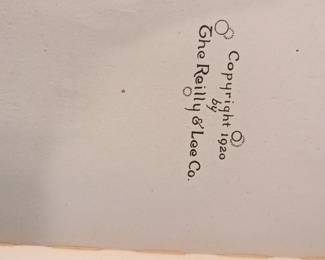 Copyright 1920
by
The Reilly & Lee Co.